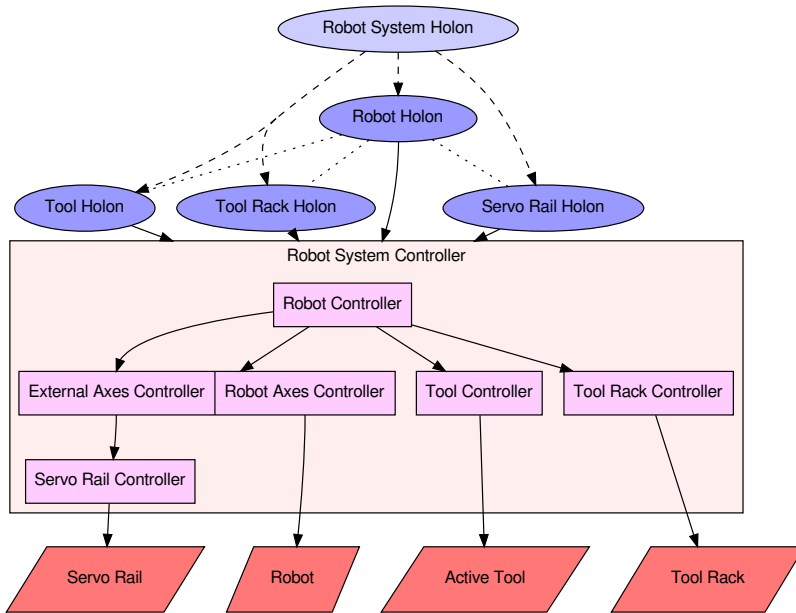 Robot System Holon
Robot Holon
Tool Holon
Tool Rack Holon
Servo Rail Holon
Robot System Controller
Robot Controller
External Axes Controller
Robot Axes Controller
Tool Controller
Tool Rack Controller
Servo Rail Controller
Servo Rail
Robot
Active Tool
Tool Rack